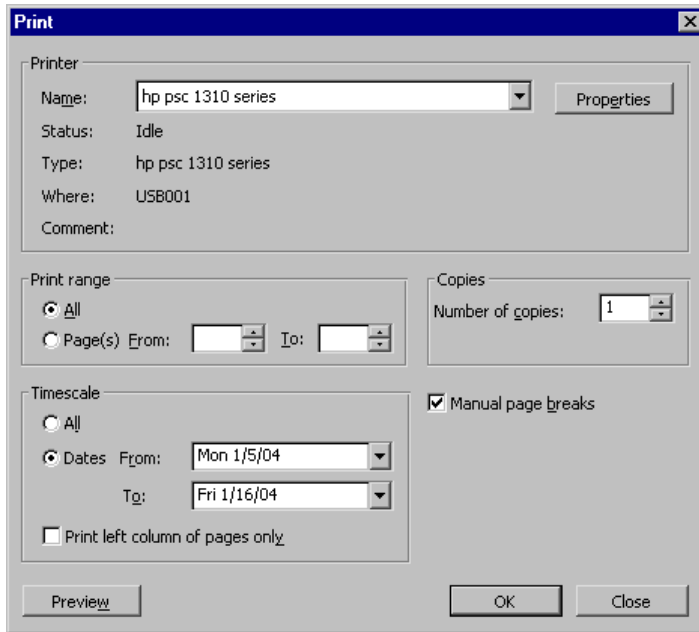 Print
Printer
Name: hp psc 1310 series Properties
Status: Idle
Type: hp psc 1310 series
Where: USB001
Comment:
Print range
All
Page(s) From: To:
Copies
Number of copies: 1
Timescale
All
Dates From: Mon 1/5/04
To: Fri 1/16/04
Print left column of pages only
Manual page breaks
Preview OK Close